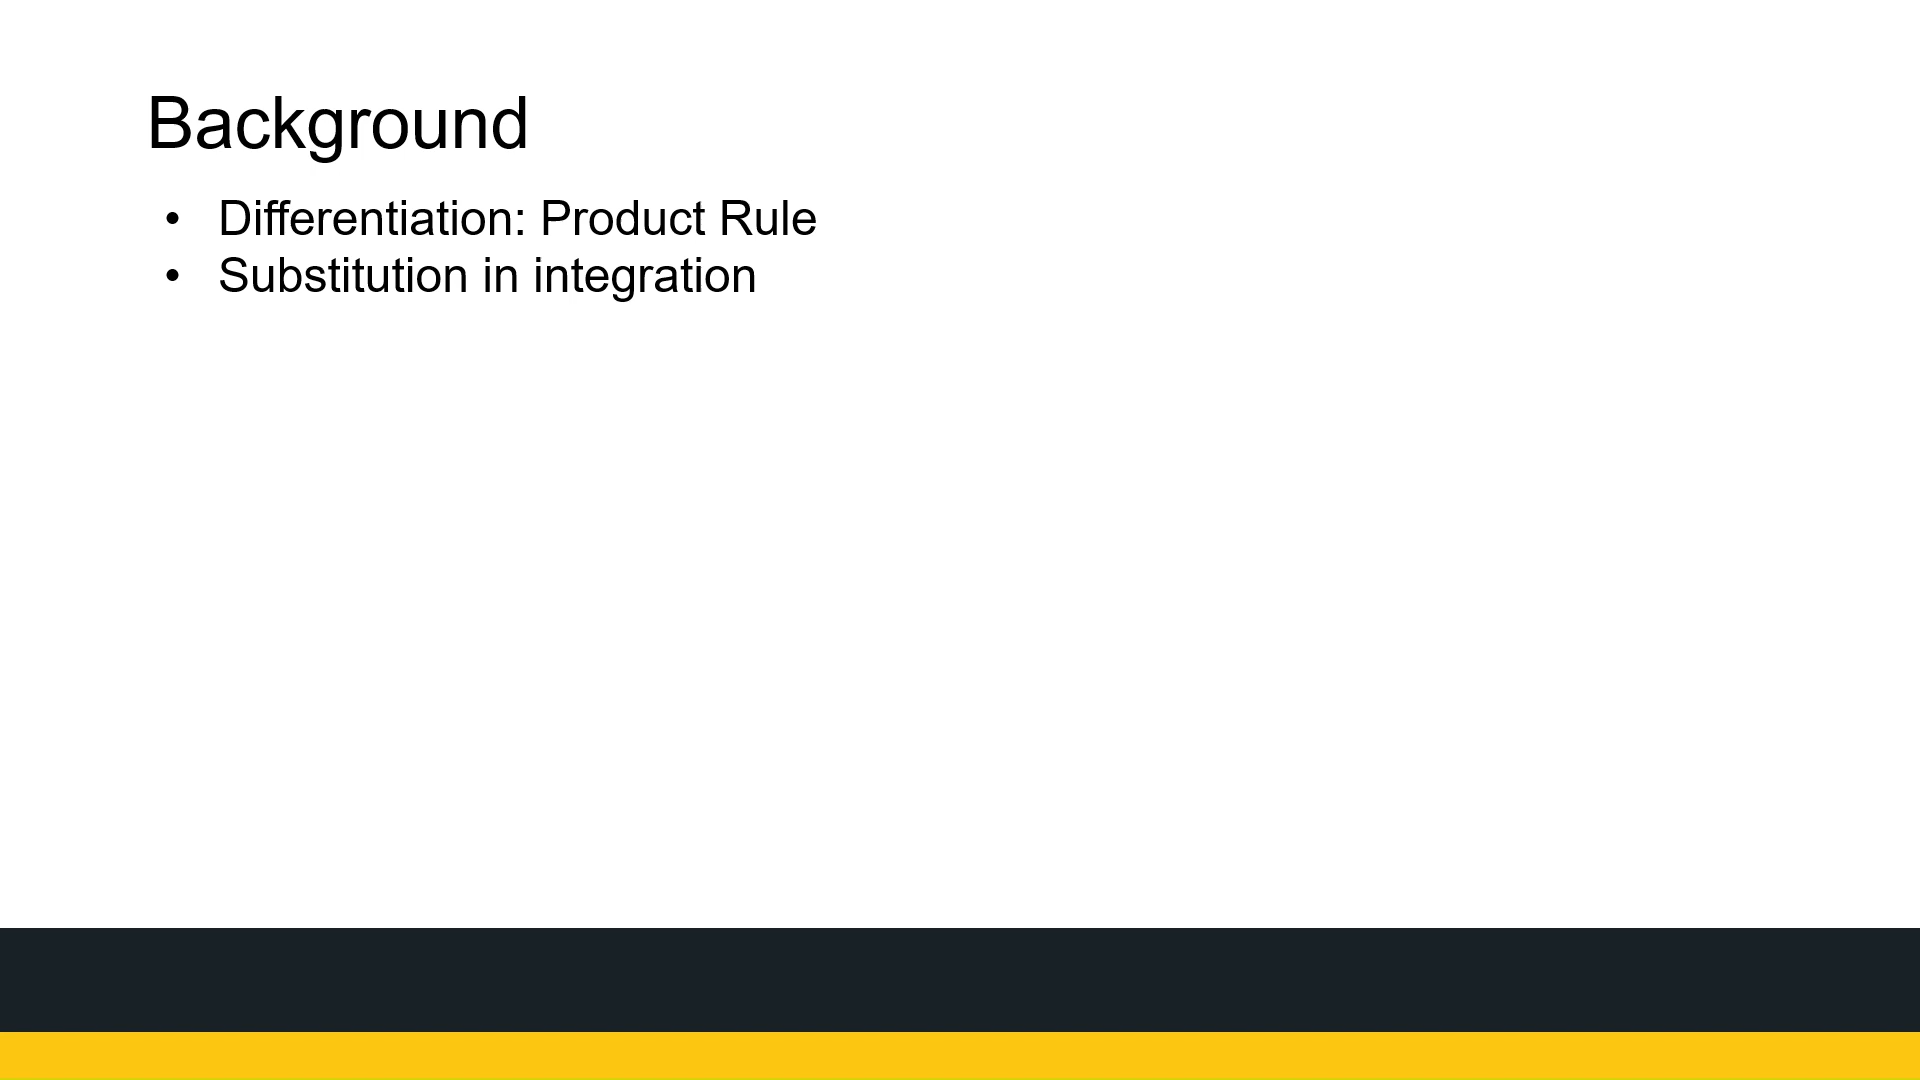 Background
• Differentiation: Product Rule
• Substitution in integration